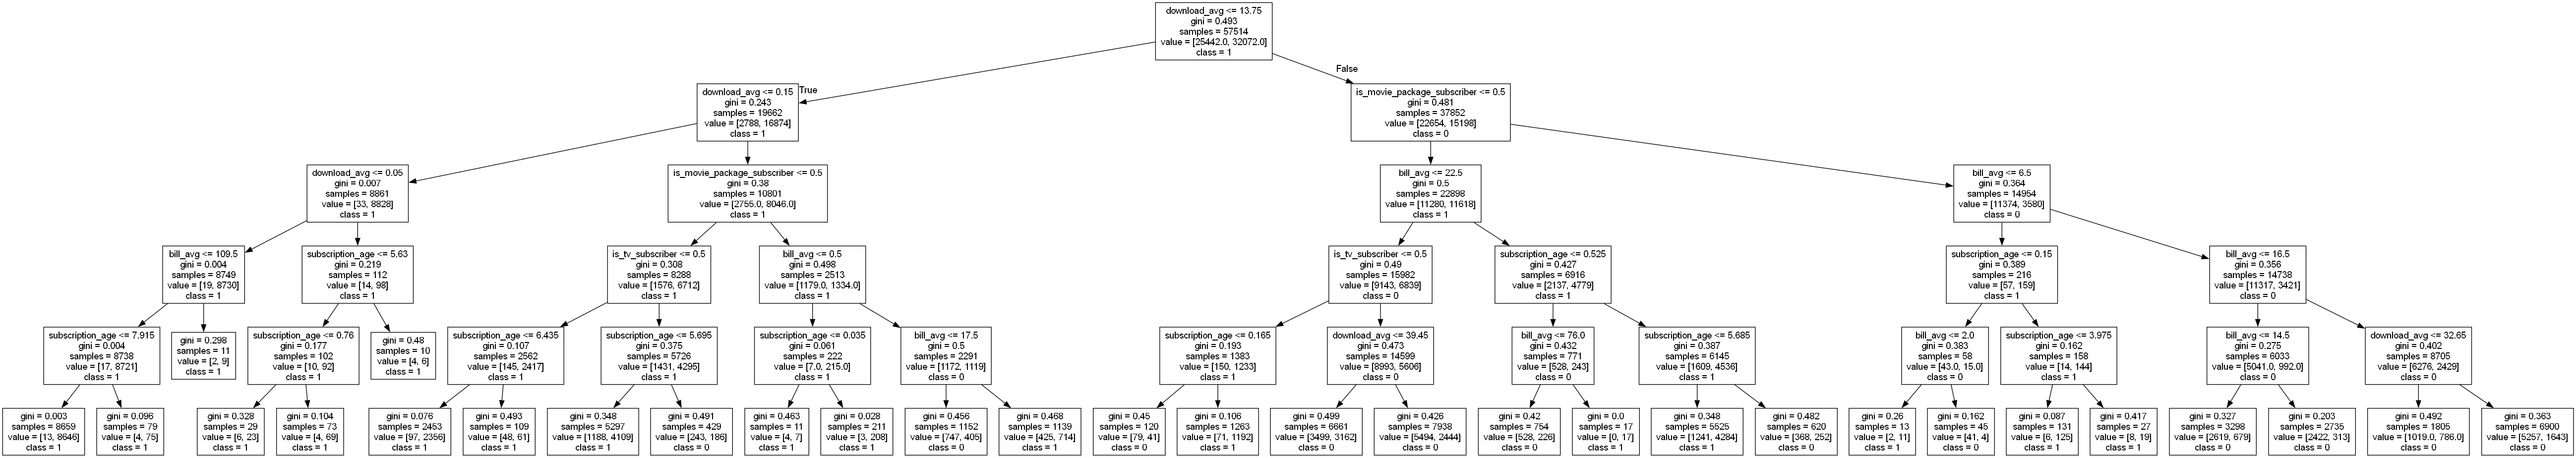 download_avg <= 13.75
gini = 0.493
samples = 57514
value = [25442.0, 32072.0]
class = 1
True
False
download_avg <= 0.15
gini = 0.243
samples = 19662
value = [2788, 16874]
class = 1
is_movie_package_subscriber <= 0.5
gini = 0.481
samples = 37852
value = [22654, 15198]
class = 0
download_avg <= 0.05
gini = 0.007
samples = 8861
value = [33, 8828]
class = 1
is_movie_package_subscriber <= 0.5
gini = 0.38
samples = 10801
value = [2755.0, 8046.0]
class = 1
bill_avg <= 22.5
gini = 0.5
samples = 22898
value = [11280, 11618]
class = 1
bill_avg <= 6.5
gini = 0.364
samples = 14954
value = [11374, 3580]
class = 0
bill_avg <= 109.5
gini = 0.004
samples = 8749
value = [19, 8730]
class = 1
subscription_age <= 5.63
gini = 0.219
samples = 112
value = [14, 98]
class = 1
is_tv_subscriber <= 0.5
gini = 0.308
samples = 8288
value = [1576, 6712]
class = 1
bill_avg <= 0.5
gini = 0.498
samples = 2513
value = [1179.0, 1334.0]
class = 1
is_tv_subscriber <= 0.5
gini = 0.49
samples = 15982
value = [9143, 6839]
class = 0
subscription_age <= 0.525
gini = 0.427
samples = 6916
value = [2137, 4779]
class = 1
subscription_age <= 0.15
gini = 0.389
samples = 216
value = [57, 159]
class = 1
bill_avg <= 16.5
gini = 0.356
samples = 14738
value = [11317, 3421]
class = 0
subscription_age <= 7.915
gini = 0.004
samples = 8738
value = [17, 8721]
class = 1
gini = 0.298
samples = 11
value = [2, 9]
class = 1
subscription_age <= 0.76
gini = 0.177
samples = 102
value = [10, 92]
class = 1
gini = 0.48
samples = 10
value = [4, 6]
class = 1
subscription_age <= 6.435
gini = 0.107
samples = 2562
value = [145, 2417]
class = 1
subscription_age <= 5.695
gini = 0.375
samples = 5726
value = [1431, 4295]
class = 1
subscription_age <= 0.035
gini = 0.061
samples = 222
value = [7.0, 215.0]
class = 1
bill_avg <= 17.5
gini = 0.5
samples = 2291
value = [1172, 1119]
class = 0
subscription_age <= 0.165
gini = 0.193
samples = 1383
value = [150, 1233]
class = 1
download_avg <= 39.45
gini = 0.473
samples = 14599
value = [8993, 5606]
class = 0
bill_avg <= 76.0
gini = 0.432
samples = 771
value = [528, 243]
class = 0
subscription_age <= 5.685
gini = 0.387
samples = 6145
value = [1609, 4536]
class = 1
bill_avg <= 2.0
gini = 0.383
samples = 58
value = [43.0, 15.0]
class = 0
subscription_age <= 3.975
gini = 0.162
samples = 158
value = [14, 144]
class = 1
bill_avg <= 14.5
gini = 0.275
samples = 6033
value = [5041.0, 992.0]
class = 0
download_avg <= 32.65
gini = 0.402
samples = 8705
value = [6276, 2429]
class = 0
gini = 0.003
samples = 8659
value = [13, 8646]
class = 1
gini = 0.096
samples = 79
value = [4, 75]
class = 1
gini = 0.328
samples = 29
value = [6, 23]
class = 1
gini = 0.104
samples = 73
value = [4, 69]
class = 1
gini = 0.076
samples = 2453
value = [97, 2356]
class = 1
gini = 0.493
samples = 109
value = [48, 61]
class = 1
gini = 0.348
samples = 5297
value = [1188, 4109]
class = 1
gini = 0.491
samples = 429
value = [243, 186]
class = 0
gini = 0.463
samples = 11
value = [4, 7]
class = 1
gini = 0.028
samples = 211
value = [3, 208]
class = 1
gini = 0.456
samples = 1152
value = [747, 405]
class = 0
gini = 0.468
samples = 1139
value = [425, 714]
class = 1
gini = 0.45
samples = 120
value = [79, 41]
class = 0
gini = 0.106
samples = 1263
value = [71, 1192]
class = 1
gini = 0.499
samples = 6661
value = [3499, 3162]
class = 0
gini = 0.426
samples = 7938
value = [5494, 2444]
class = 0
gini = 0.42
samples = 754
value = [528, 226]
class = 0
gini = 0.0
samples = 17
value = [0, 17]
class = 1
gini = 0.348
samples = 5525
value = [1241, 4284]
class = 1
gini = 0.482
samples = 620
value = [368, 252]
class = 0
gini = 0.26
samples = 13
value = [2, 11]
class = 1
gini = 0.162
samples = 45
value = [41, 4]
class = 0
gini = 0.087
samples = 131
value = [6, 125]
class = 1
gini = 0.417
samples = 27
value = [8, 19]
class = 1
gini = 0.327
samples = 3298
value = [2619, 679]
class = 0
gini = 0.203
samples = 2735
value = [2422, 313]
class = 0
gini = 0.492
samples = 1805
value = [1019.0, 786.0]
class = 0
gini = 0.363
samples = 6900
value = [5257, 1643]
class = 0